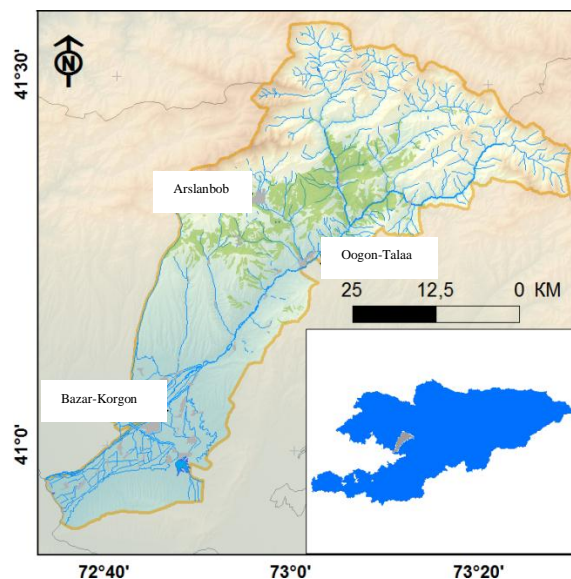 N
41°30'
Arslanbob
Oogon-Talaa
25 12,5 0 KM
Bazar-Korgon
41°0'
72°40' 73°0' 73°20'